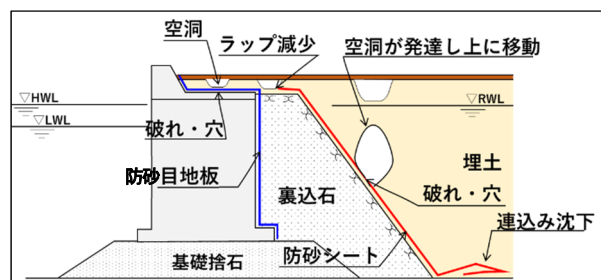 空洞
ラップ減少
空洞が発達し上に移動
▽HWL
▽LWL
▽RWL
破れ・穴
防砂目地板
裏込石
埋土
破れ・穴
連込み沈下
防砂シート
基礎捨石